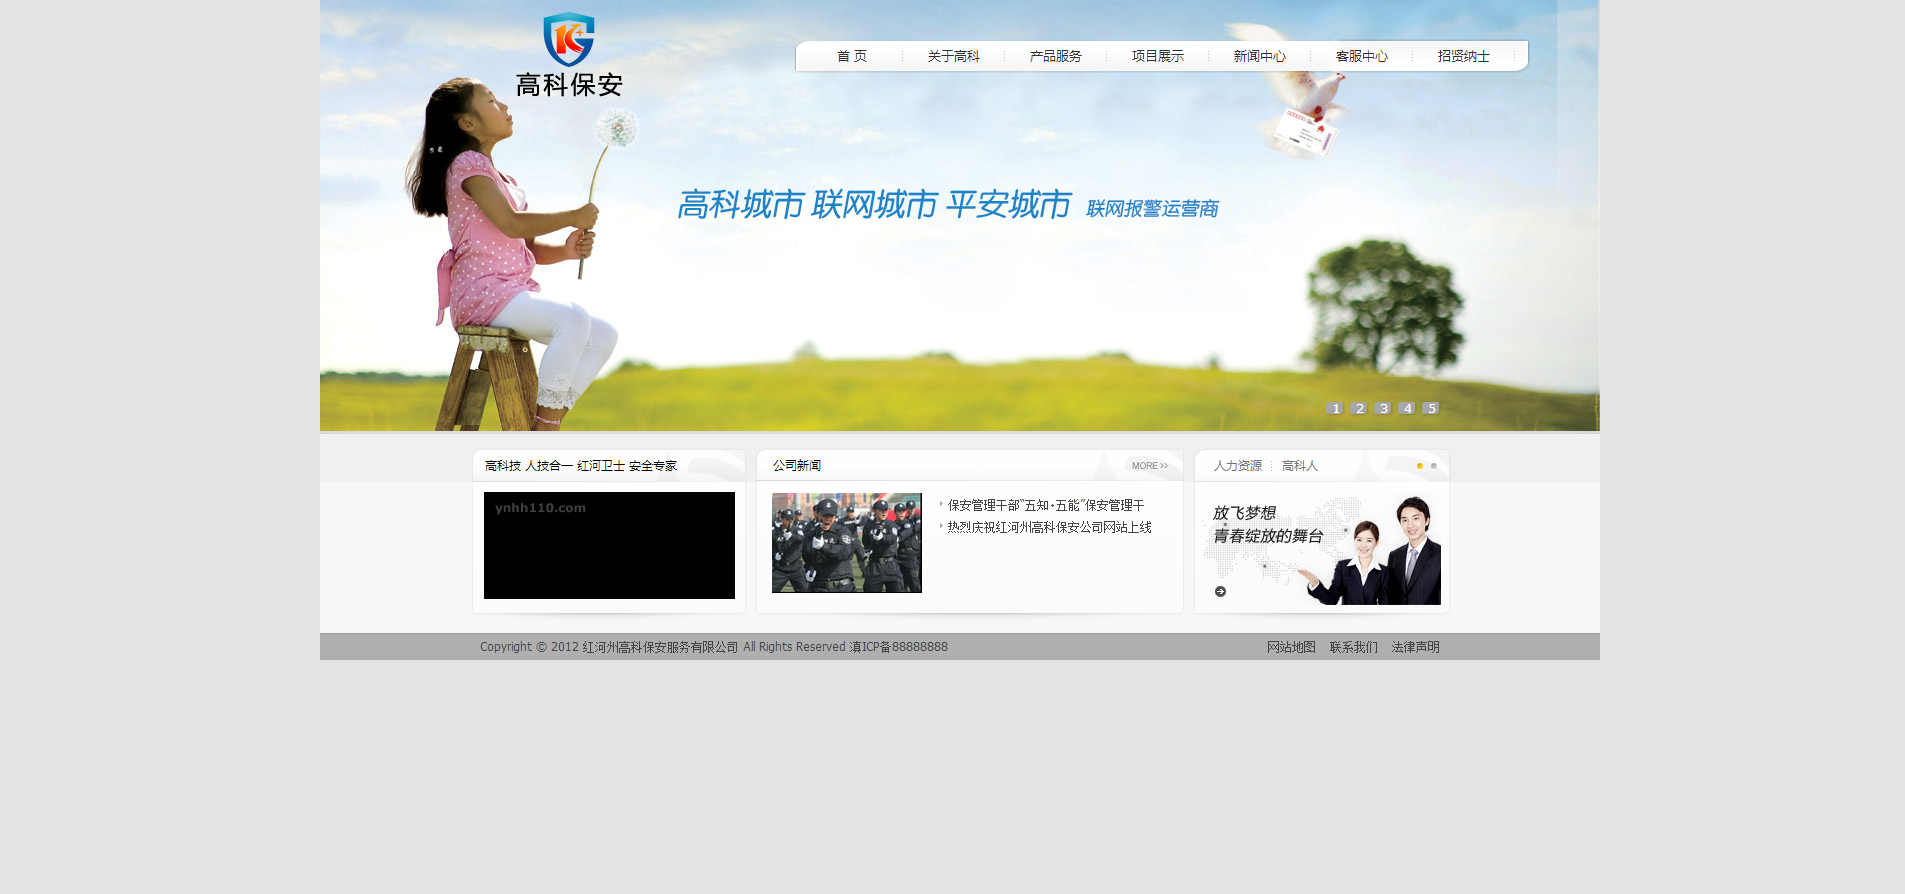 高科保安
首 页
关于高科
产品服务
项目展示
新闻中心
客服中心
招贤纳士
高科城市 联网城市 平安城市 联网报警运营商
1 2 3 4 5
高科技 人技合一 红河卫士 安全专家
ynhh110.com
公司新闻
MORE >>
保安管理干部“五知·五能”保安管理干
热烈庆祝红河州高科保安公司网站上线
人力资源
高科人
放飞梦想
青春绽放的舞台
Copyright © 2012 红河州高科保安服务有限公司 All Rights Reserved 滇ICP备88888888
网站地图 联系我们 法律声明